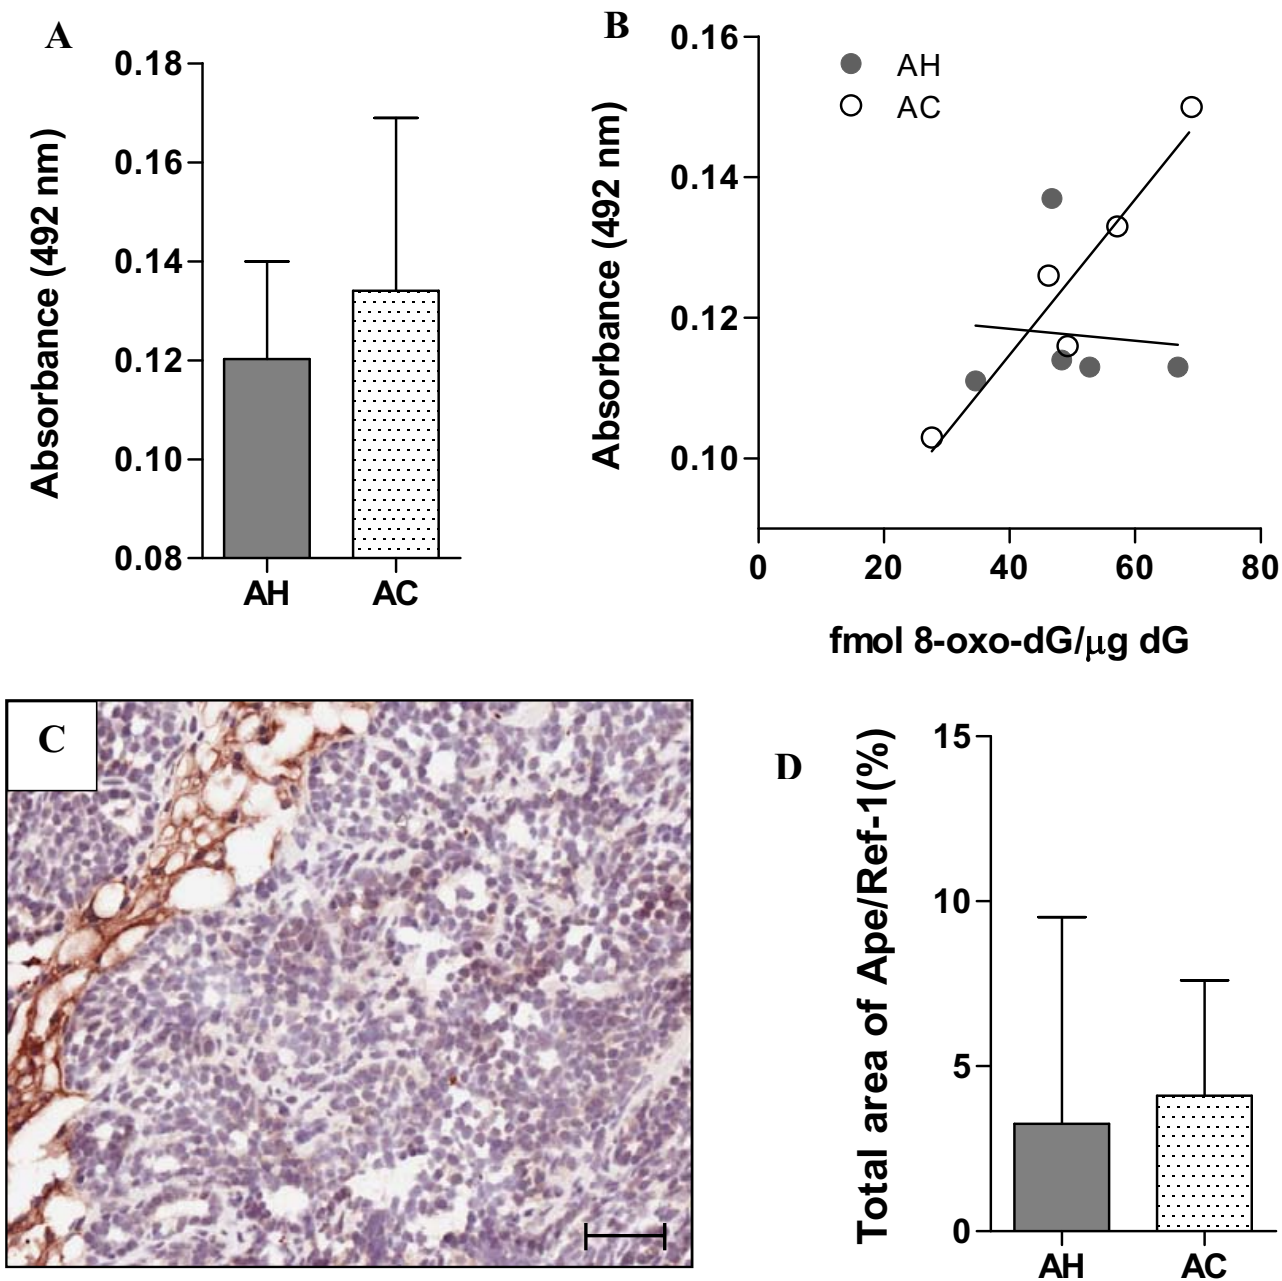 A
Absorbance (492 nm)
0.18
0.16
0.14
0.12
0.10
0.08
AH
AC
B
Absorbance (492 nm)
0.16
0.14
0.12
0.10
AH
AC
0
20
40
60
80
fmol 8-oxo-dG/μg dG
C
D
Total area of Ape/Ref-1(%)
15
10
5
0
AH
AC